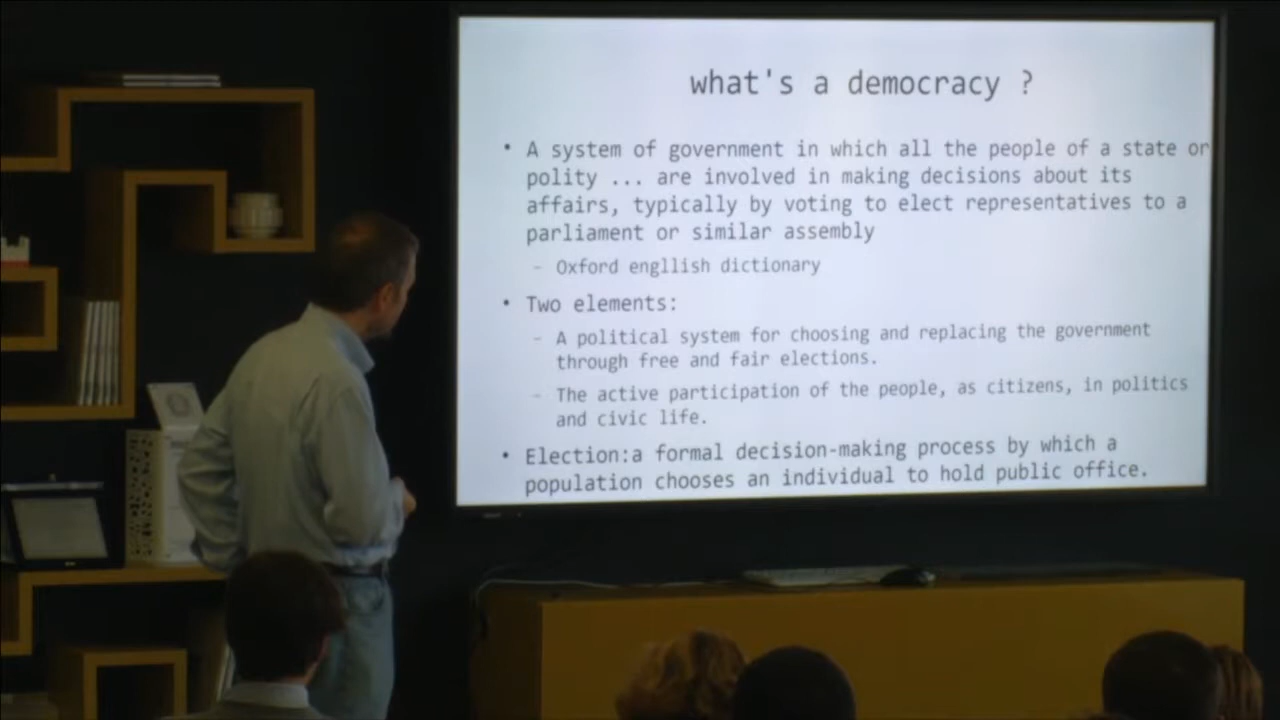 what's a democracy ?
• A system of government in which all the people of a state or
polity ... are involved in making decisions about its
affairs, typically by voting to elect representatives to a
parliament or similar assembly
– Oxford engllish dictionary
• Two elements:
– A political system for choosing and replacing the government
through free and fair elections.
– The active participation of the people, as citizens, in politics
and civic life.
• Election:a formal decision-making process by which a
population chooses an individual to hold public office.